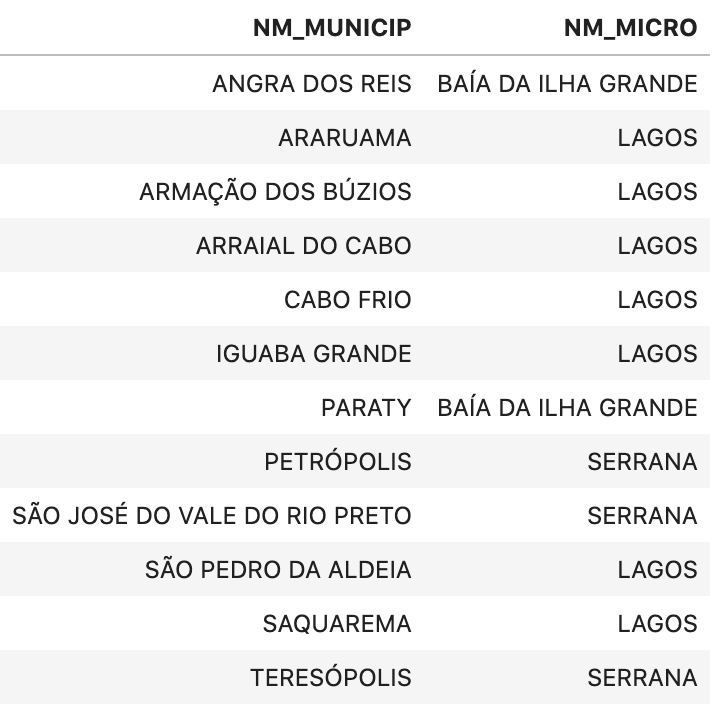 NM_MUNICIP NM_MICRO
ANGRA DOS REIS BAÍA DA ILHA GRANDE
ARARUAMA LAGOS
ARMAÇÃO DOS BÚZIOS LAGOS
ARRAIAL DO CABO LAGOS
CABO FRIO LAGOS
IGUABA GRANDE LAGOS
PARATY BAÍA DA ILHA GRANDE
PETRÓPOLIS SERRANA
SÃO JOSÉ DO VALE DO RIO PRETO SERRANA
SÃO PEDRO DA ALDEIA LAGOS
SAQUAREMA LAGOS
TERESÓPOLIS SERRANA